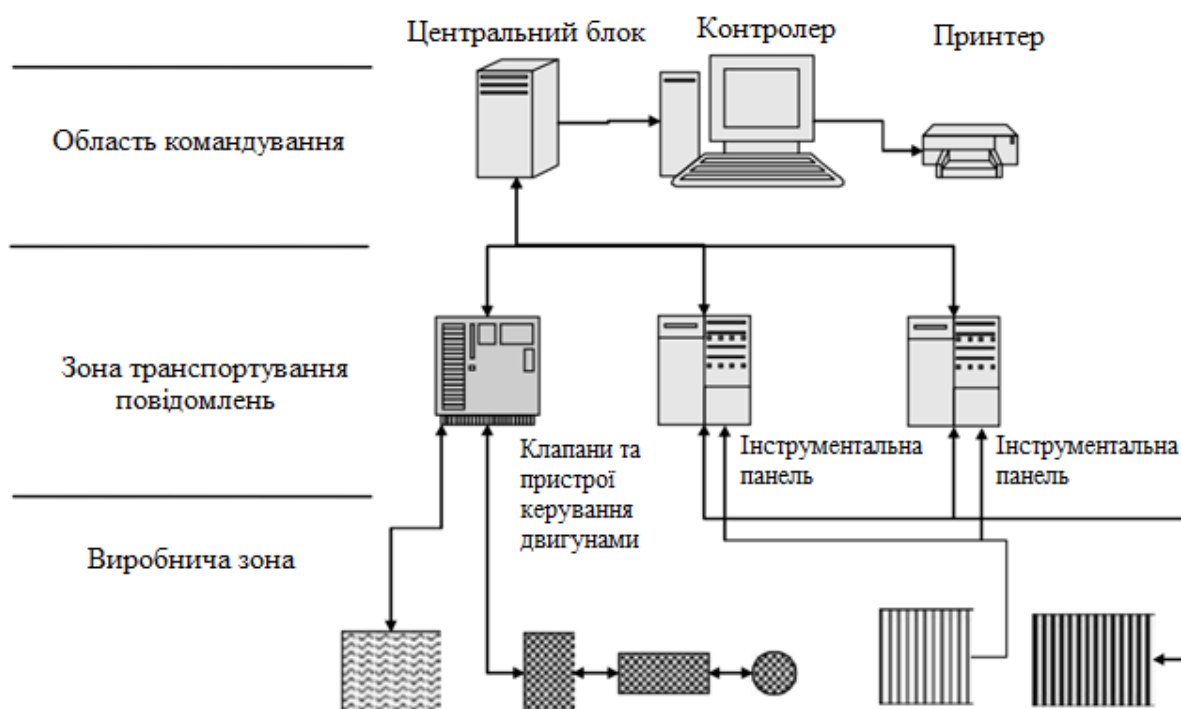 Центральний блок
Контролер
Принтер
Область командування
Зона транспортування
повідомлень
Клапани та
пристрої
керування
двигунами
Інструментальна
панель
Інструментальна
панель
Виробнича зона